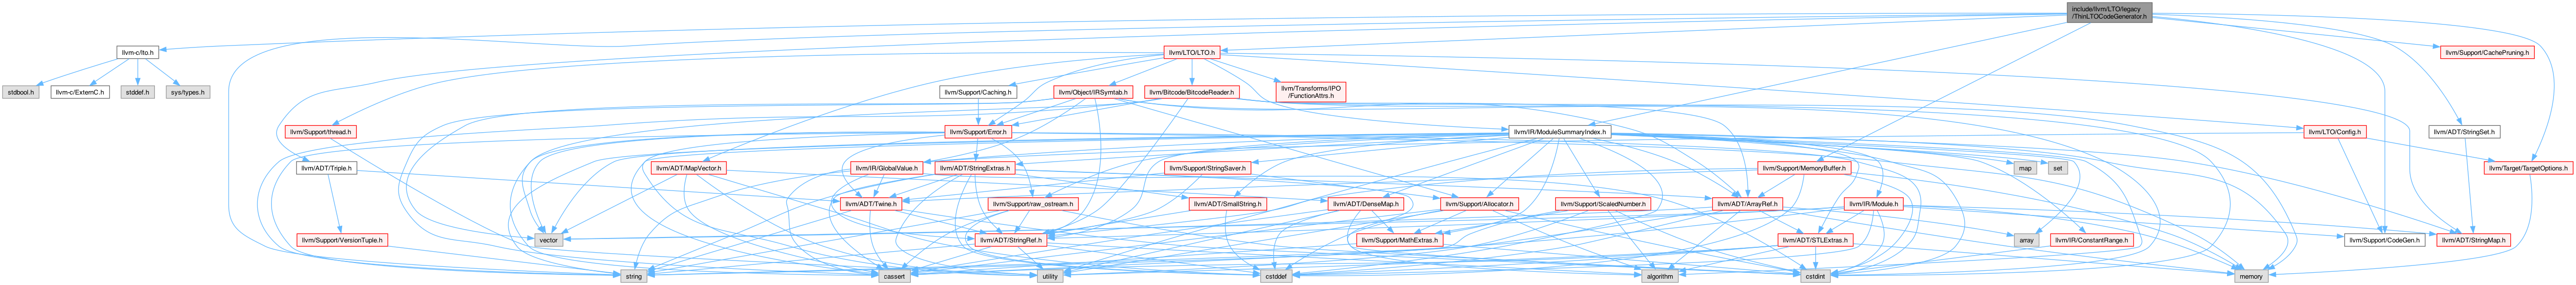 include/llvm/LTO/legacy
/ThinLTOCodeGenerator.h
llvm-c/lto.h
llvm/LTO/LTO.h
llvm/Support/CachePruning.h
stdbool.h
llvm-c/ExternC.h
stddef.h
sys/types.h
llvm/Support/Caching.h
llvm/Object/IRSymtab.h
llvm/Bitcode/BitcodeReader.h
llvm/Transforms/IPO
/FunctionAttrs.h
llvm/Support/thread.h
llvm/Support/Error.h
llvm/IR/ModuleSummaryIndex.h
llvm/LTO/Config.h
llvm/ADT/StringSet.h
llvm/ADT/Triple.h
llvm/ADT/MapVector.h
llvm/IR/GlobalValue.h
llvm/ADT/StringExtras.h
llvm/Support/StringSaver.h
llvm/Support/MemoryBuffer.h
map
set
llvm/Target/TargetOptions.h
llvm/ADT/Twine.h
llvm/Support/raw_ostream.h
llvm/ADT/SmallString.h
llvm/ADT/DenseMap.h
llvm/Support/Allocator.h
llvm/Support/ScaledNumber.h
llvm/ADT/ArrayRef.h
llvm/IR/Module.h
llvm/Support/VersionTuple.h
vector
llvm/ADT/StringRef.h
llvm/Support/MathExtras.h
llvm/ADT/STLExtras.h
array
llvm/IR/ConstantRange.h
llvm/Support/CodeGen.h
llvm/ADT/StringMap.h
string
cassert
utility
cstddef
algorithm
cstdint
memory